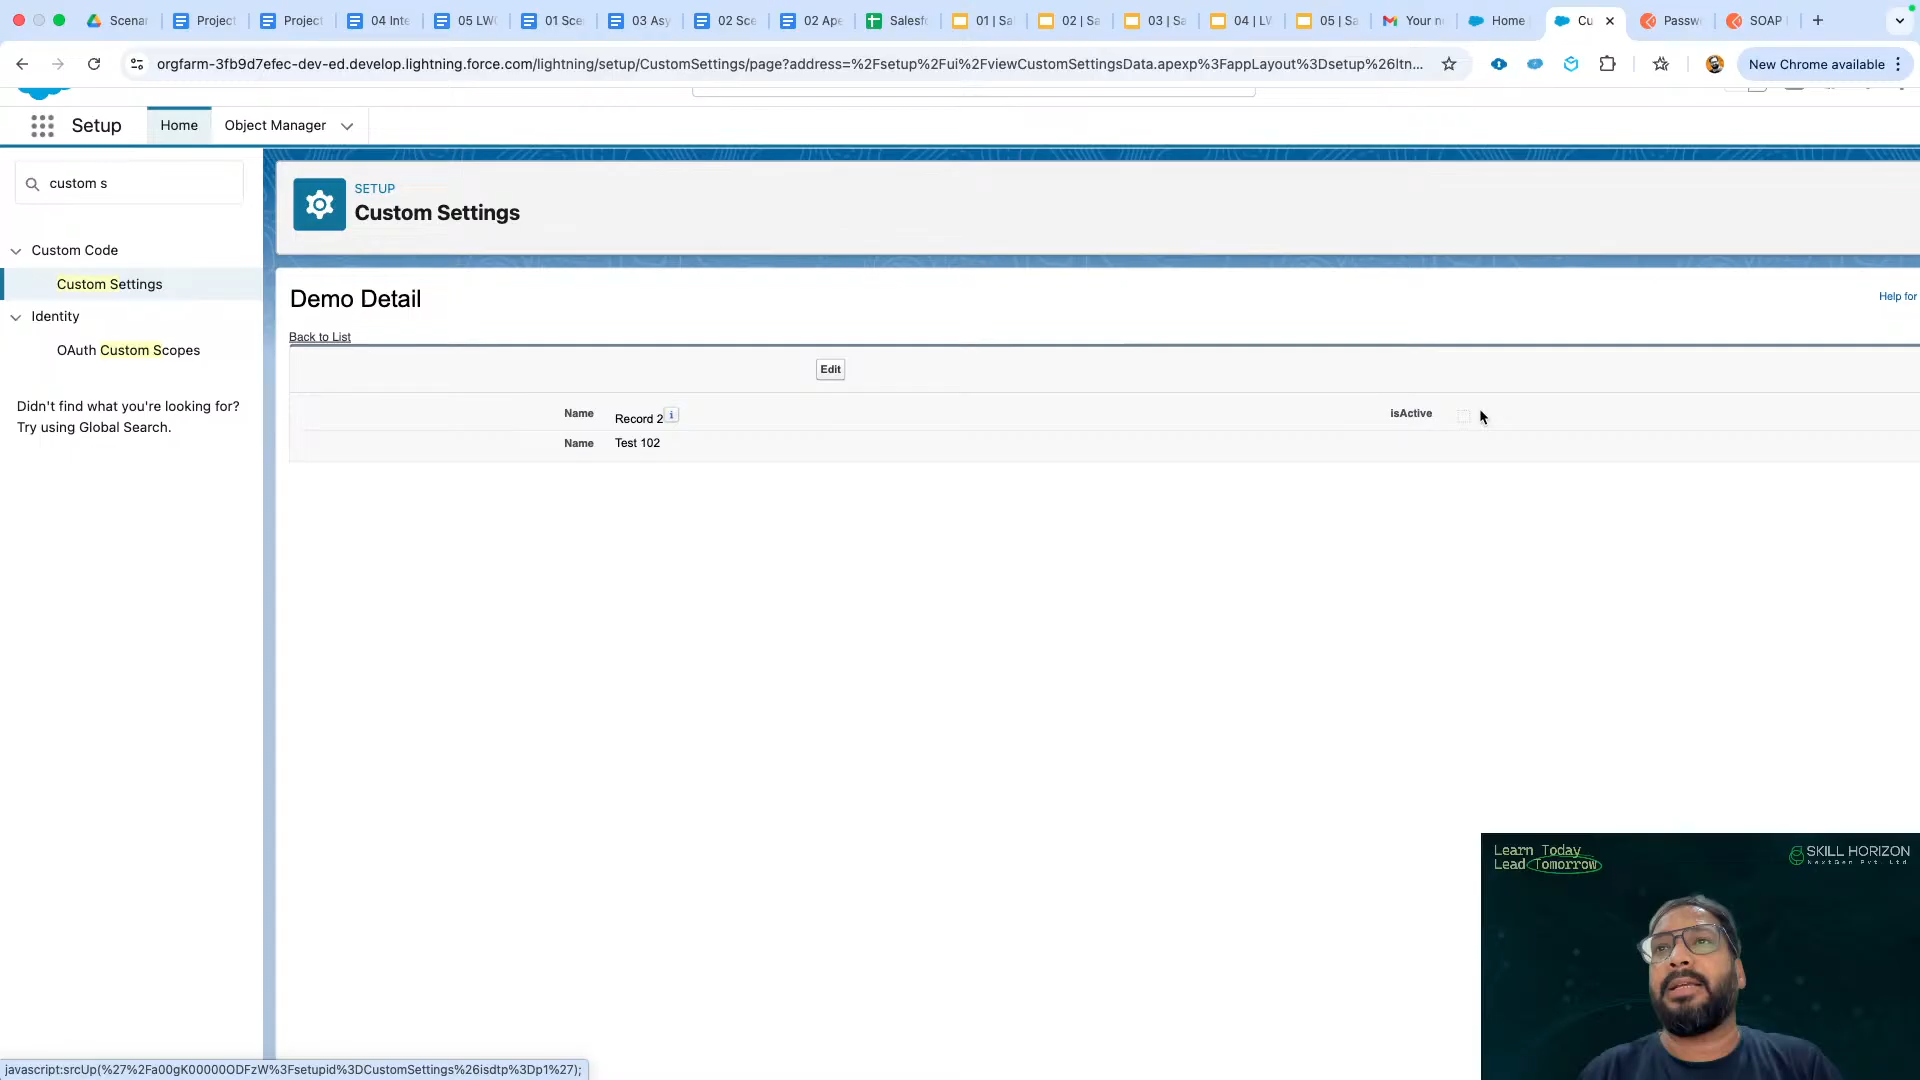 Scenar
Project
Project
04 Inte
05 LWC
01 Sce
03 Asy
02 Sce
02 Ape
Salesfo
01 | Sa
02 | Sa
03 | Sa
04 | LW
05 | Sa
Your n
Home
Cu
Passw
SOAP
orgfarm-3fb9d7efec-dev-ed.develop.lightning.force.com/lightning/setup/CustomSettings/page?address=%2Fsetup%2Fui%2FviewCustomSettingsData.apexp%3FappLayout%3Dsetup%26ltn...
New Chrome available
Setup
Home
Object Manager
custom s
Custom Code
Custom Settings
Identity
OAuth Custom Scopes
Didn't find what you're looking for?
Try using Global Search.
SETUP
Custom Settings
Demo Detail
Help for
Back to List
Edit
Name Record 2 i isActive
Name Test 102
Learn Today
Lead Tomorrow
SKILL HORIZON
NextGen Pvt. Ltd
javascript:srcUp(%27%2Fa00gK00000ODFzW%3Fsetupid%3DCustomSettings%26isdtp%3Dp1%27);